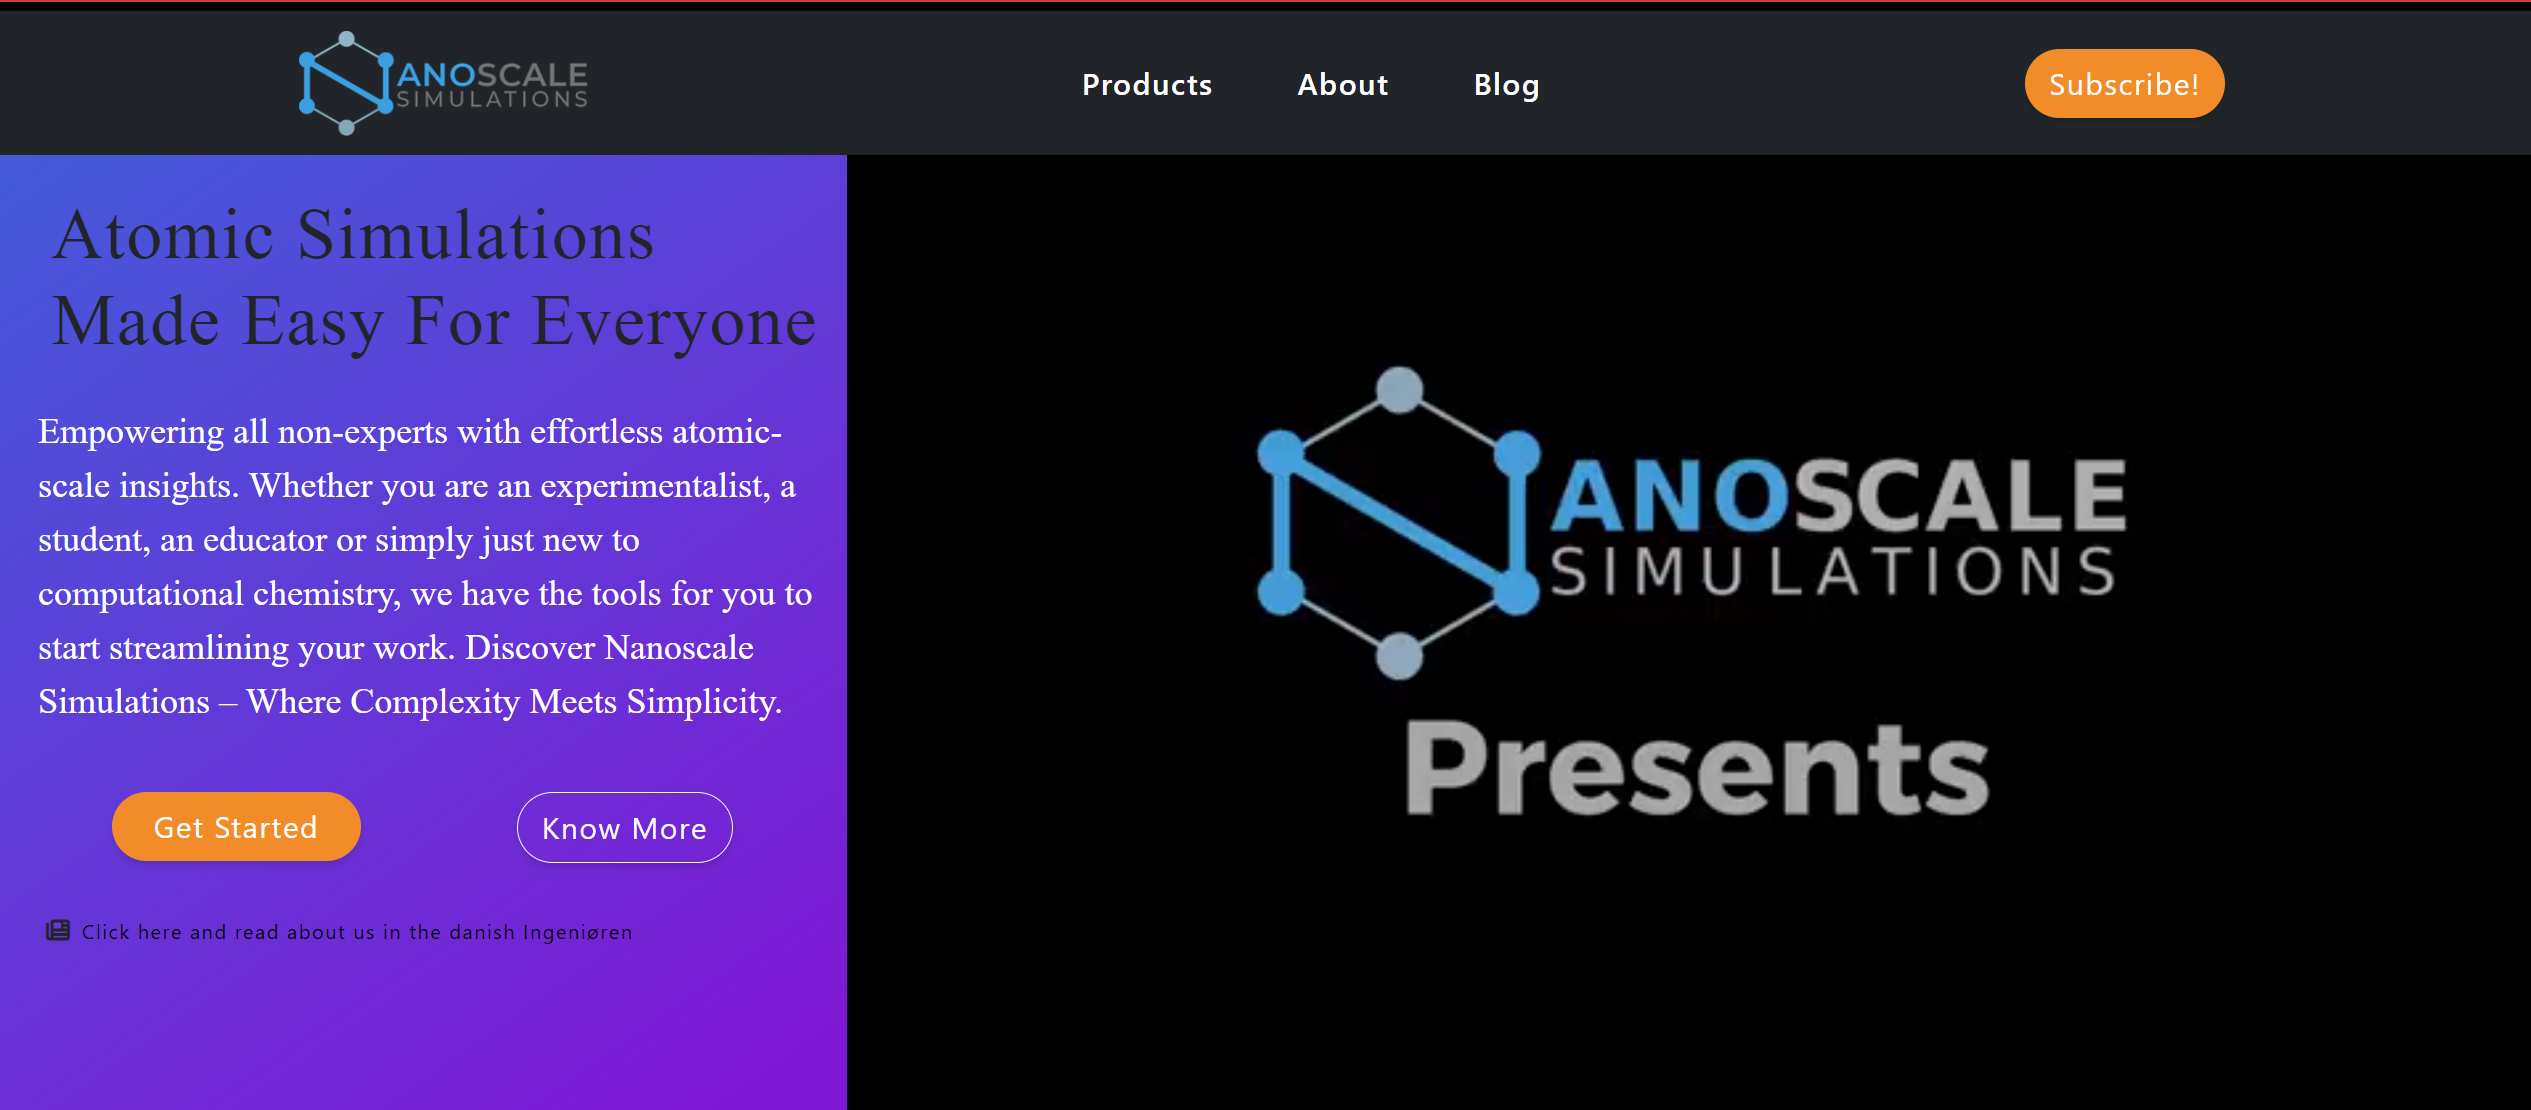 NANOSCALE
SIMULATIONS
Products
About
Blog
Subscribe!
Atomic Simulations
Made Easy For Everyone
Empowering all non-experts with effortless atomic-
scale insights. Whether you are an experimentalist, a
student, an educator or simply just new to
computational chemistry, we have the tools for you to
start streamlining your work. Discover Nanoscale
Simulations – Where Complexity Meets Simplicity.
Get Started
Know More
Click here and read about us in the danish Ingeniøren
NANOSCALE
SIMULATIONS
Presents